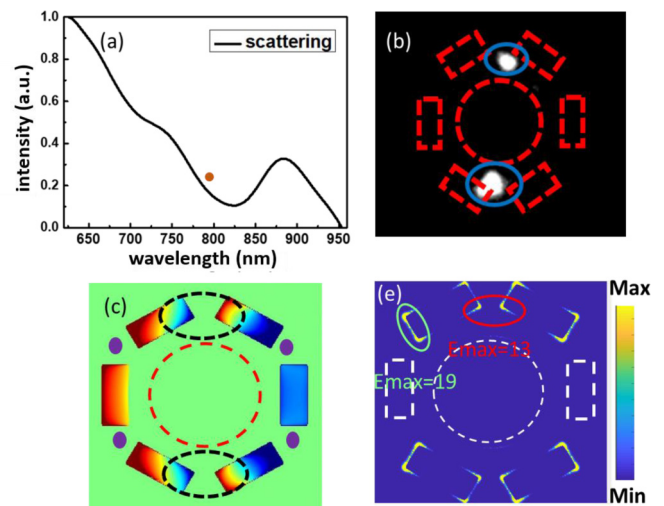 (a)
scattering
intensity (a.u.)
1.0
0.8
0.6
0.4
0.2
0.0
650 700 750 800 850 900 950
wavelength (nm)
(b)
(c)
(e)
Emax=13
Emax=19
Max
Min